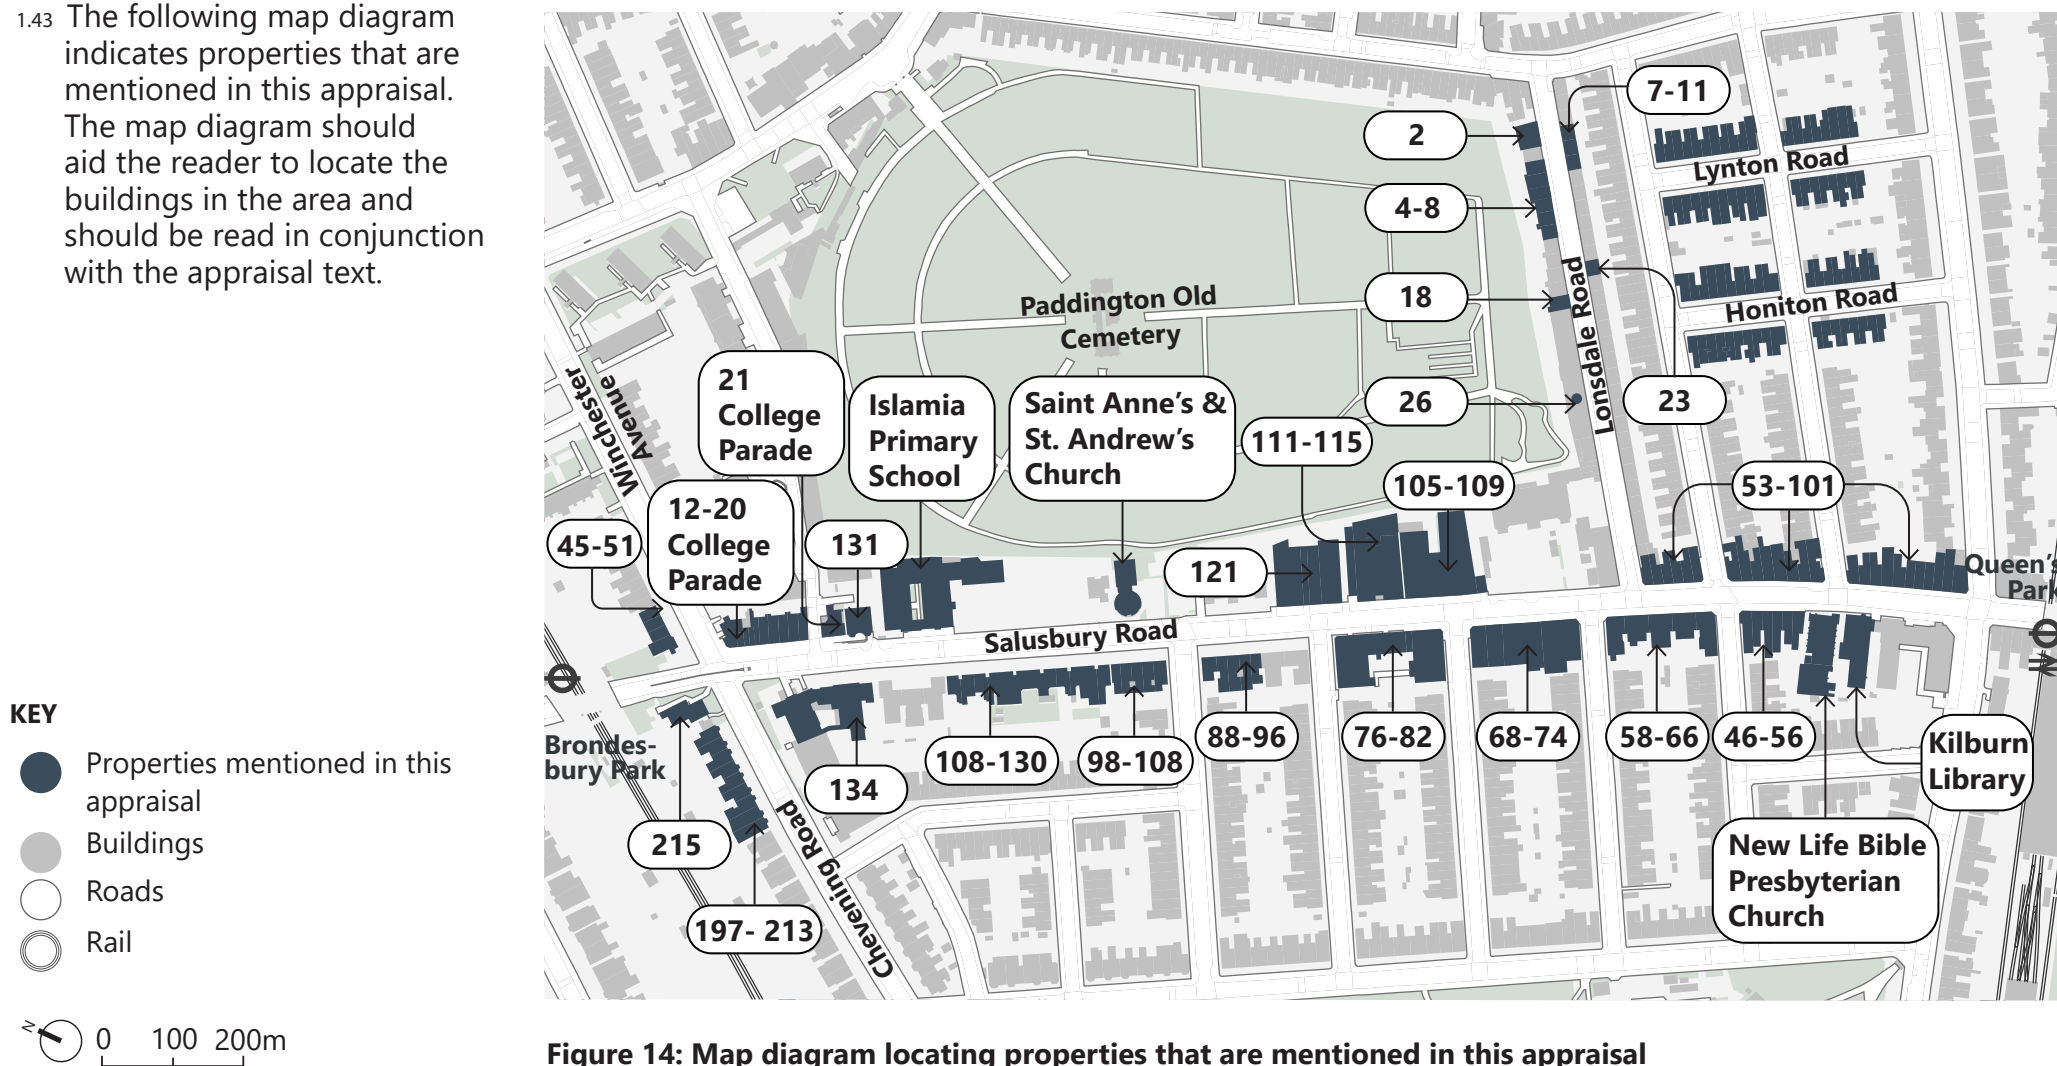 1.43 The following map diagram
indicates properties that are
mentioned in this appraisal.
The map diagram should
aid the reader to locate the
buildings in the area and
should be read in conjunction
with the appraisal text.
7-11
2
Lynton Road
4-8
18
Honiton Road
Paddington Old
Cemetery
Lonsdale Road
26
23
Winchester
Avenue
21
College
Parade
Islamia
Primary
School
Saint Anne's &
St. Andrew's
Church
111-115
105-109
53-101
45-51
12-20
College
Parade
131
121
Queen's
Park
Salusbury Road
Brondes-
bury Park
215
197- 213
Chevening Road
134
108-130
98-108
88-96
76-82
68-74
58-66
46-56
Kilburn
Library
New Life Bible
Presbyterian
Church
KEY
Properties mentioned in this
appraisal
Buildings
Roads
Rail
N
0 100 200m
Figure 14: Map diagram locating properties that are mentioned in this appraisal